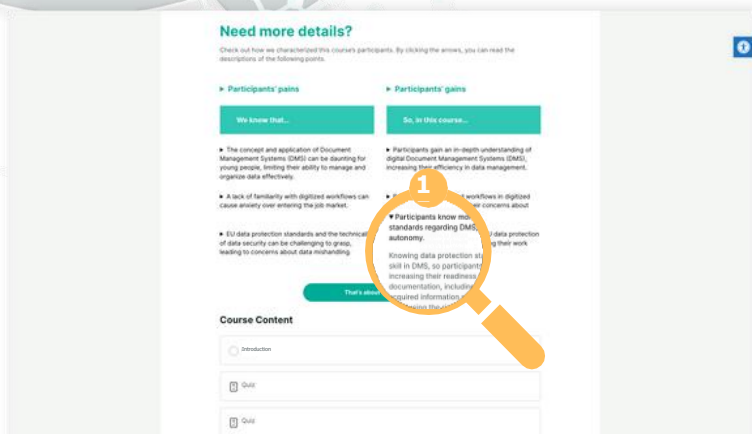 Need more details?
Check out how we characterized this course's participants. By clicking the arrows, you can read the
descriptions of the following points.
▸ Participants' pains
▸ Participants' gains
We know that...
So, in this course...
▸ The concept and application of Document
Management Systems (DMS) can be daunting for
young people, limiting their ability to manage and
organize data effectively.
▸ Participants gain an in-depth understanding of
digital Document Management Systems (DMS),
increasing their efficiency in data management.
▸ A lack of familiarity with digitized workflows can
cause anxiety over entering the job market.
workflows in digitized
concerns about
▸ EU data protection standards and the
of data security can be challenging to grasp,
leading to concerns about data mishandling.
data protection
their work
1
▾ Participants know
standards regarding DMS
autonomy.
Knowing data protection
skill in DMS, so participants
increasing their readiness
documentation, including
acquired information
That's about
Course Content
Introduction
Quiz
Quiz